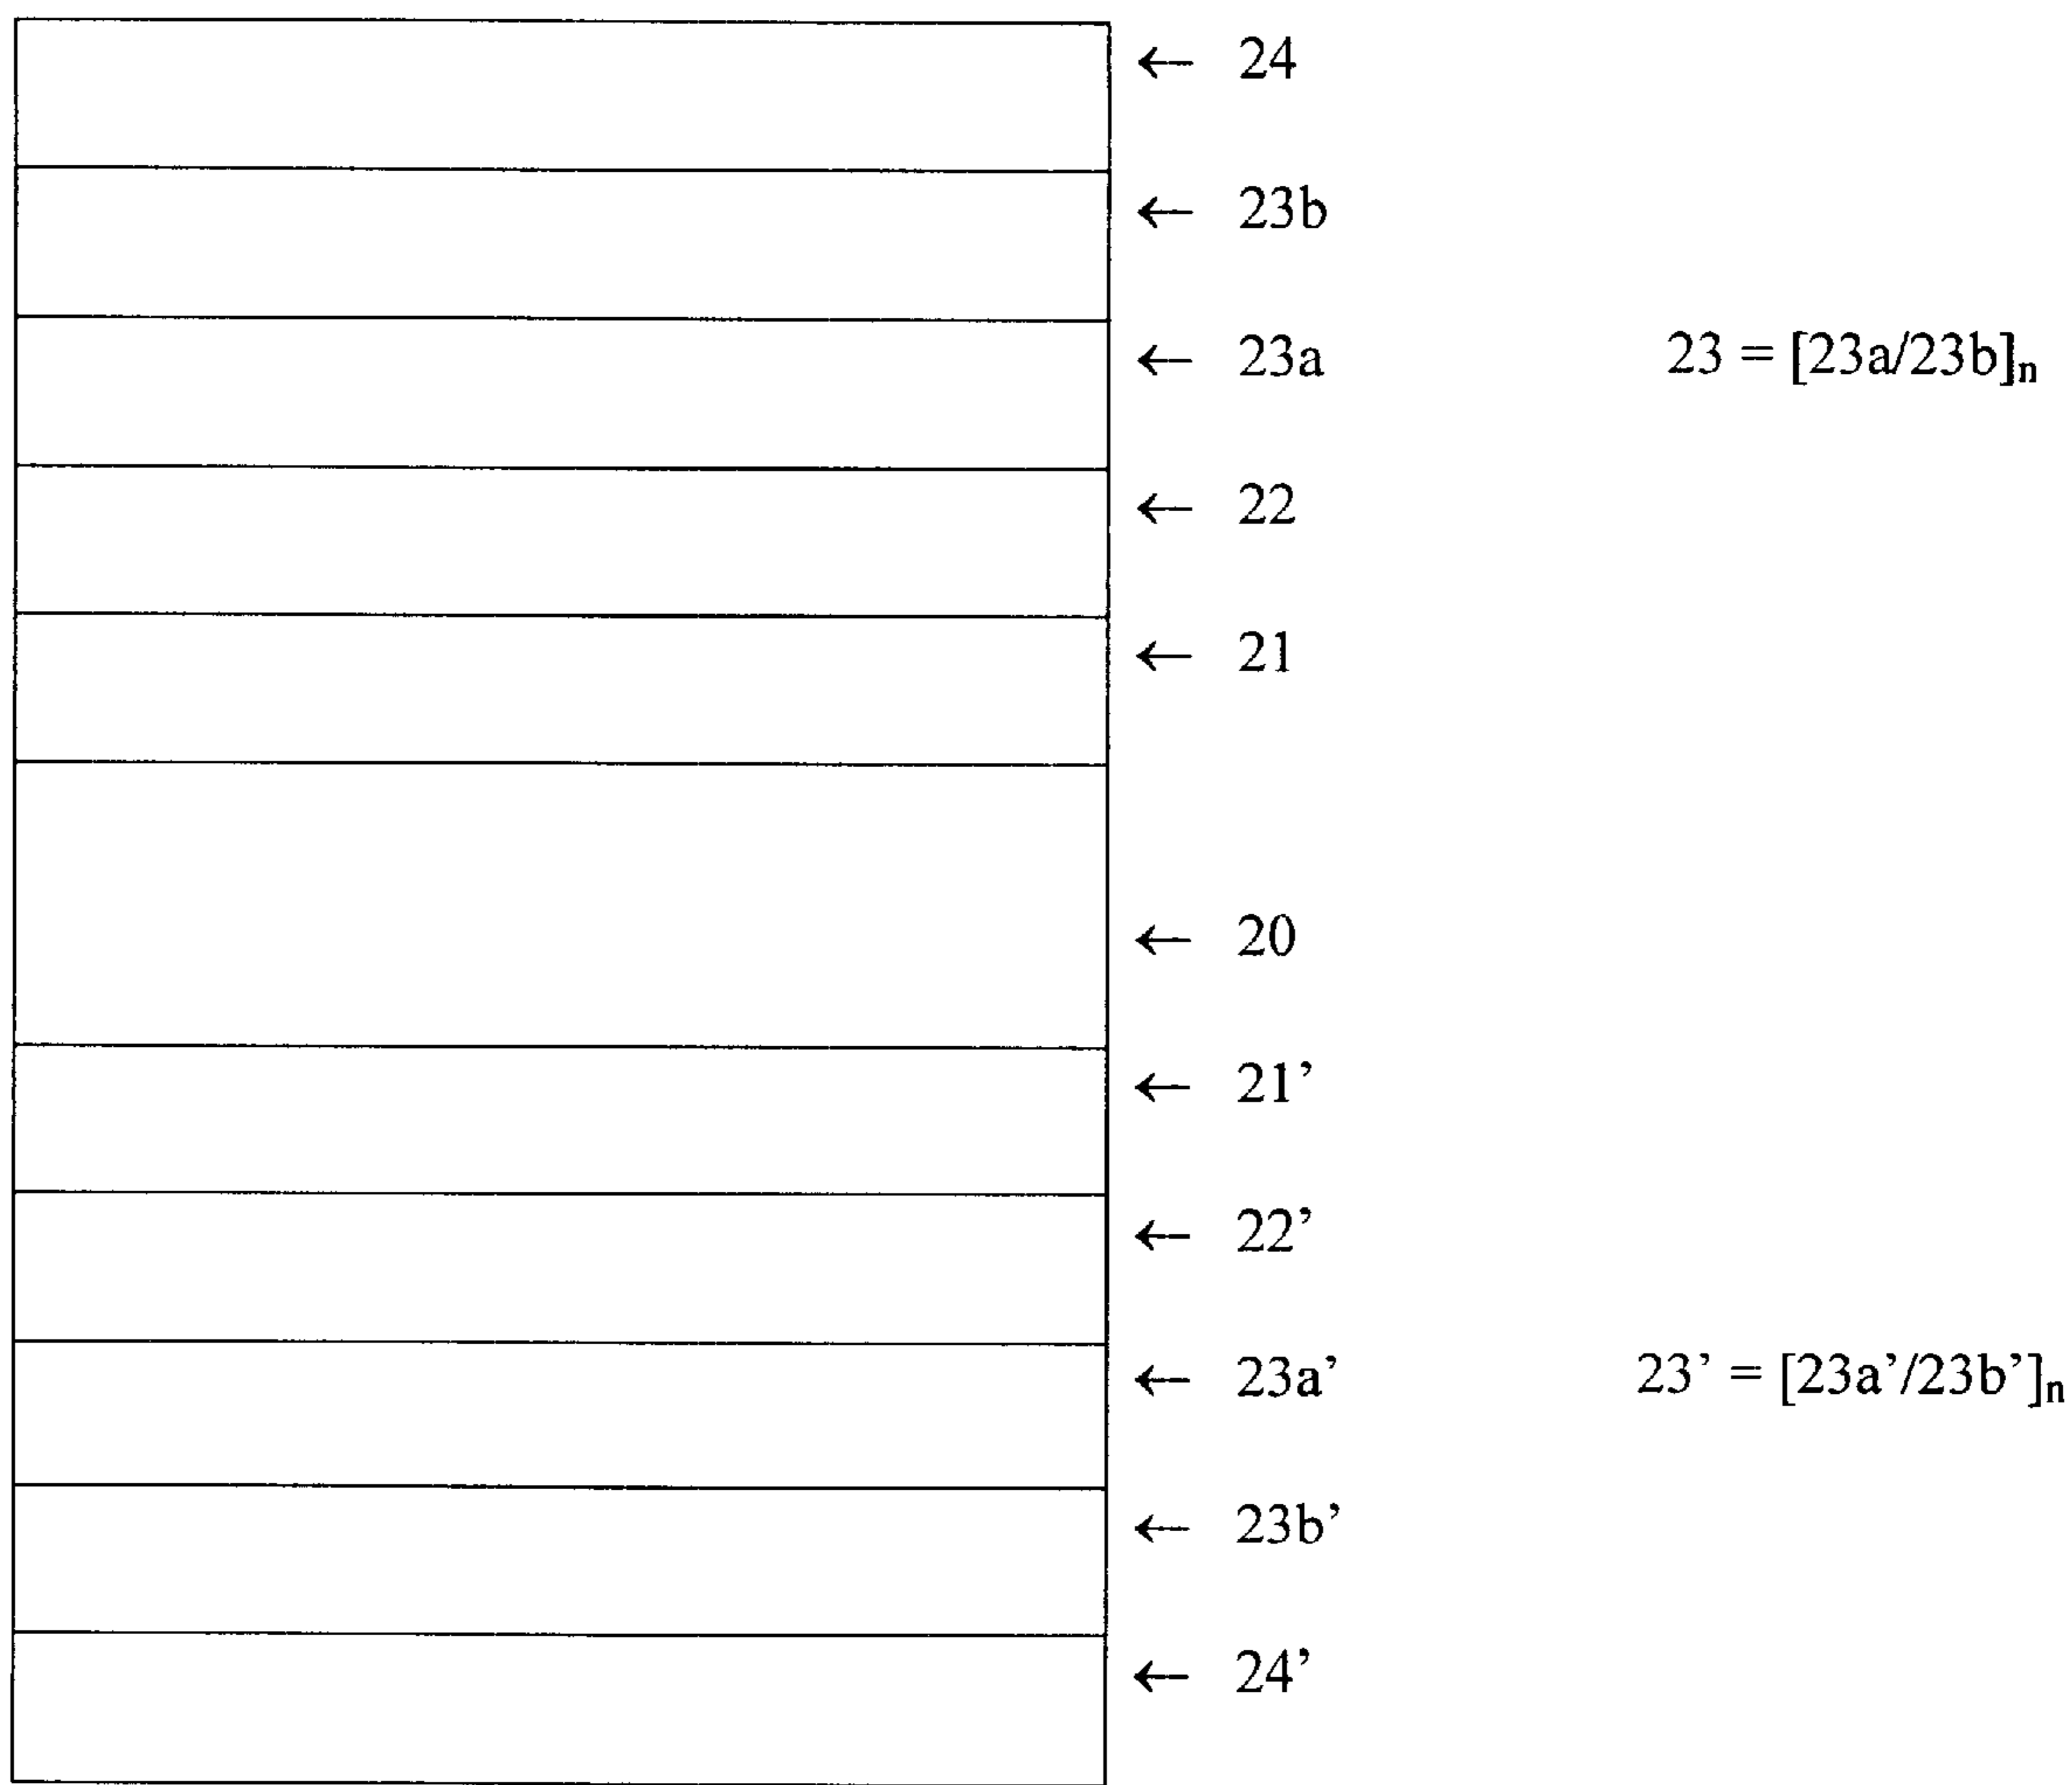 ← 24
← 23b
← 23a 23 = [23a/23b]n
← 22
← 21
← 20
← 21’
← 22’
← 23a’ 23’ = [23a’/23b’]n
← 23b’
← 24’